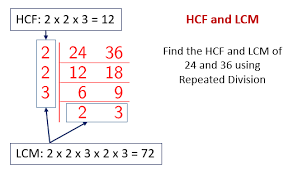 HCF: 2 x 2 x 3 = 12
HCF and LCM
Find the HCF and LCM of
24 and 36 using
Repeated Division
2 24 36
2 12 18
3 6 9
2 3
LCM: 2 x 2 x 3 x 2 x 3 = 72